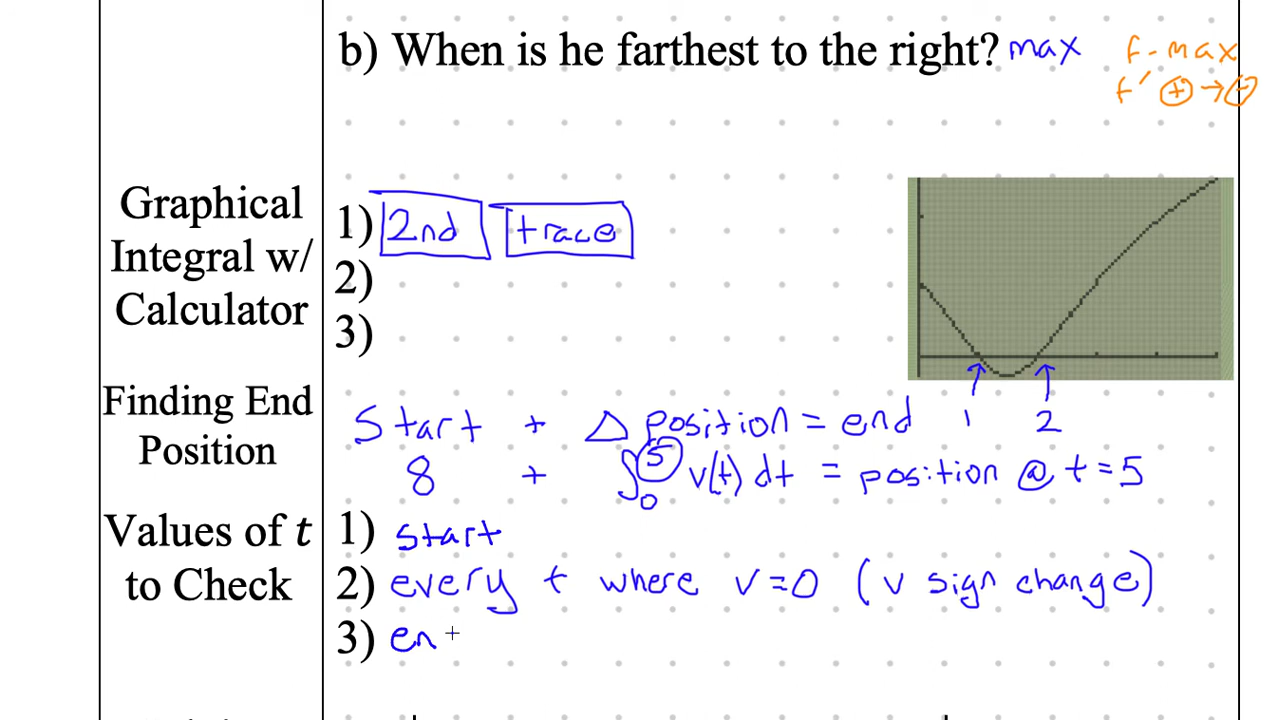 b) When is he farthest to the right? max
f - max
f' + → -
Graphical
Integral w/
Calculator
1) 2nd trace
2)
3)
1 2
Finding End
Position
Start + Δ position = end
8 + ∫₀⁵ v(t) dt = position @ t = 5
Values of t
to Check
1) start
2) every t where v = 0 (v sign change)
3) en